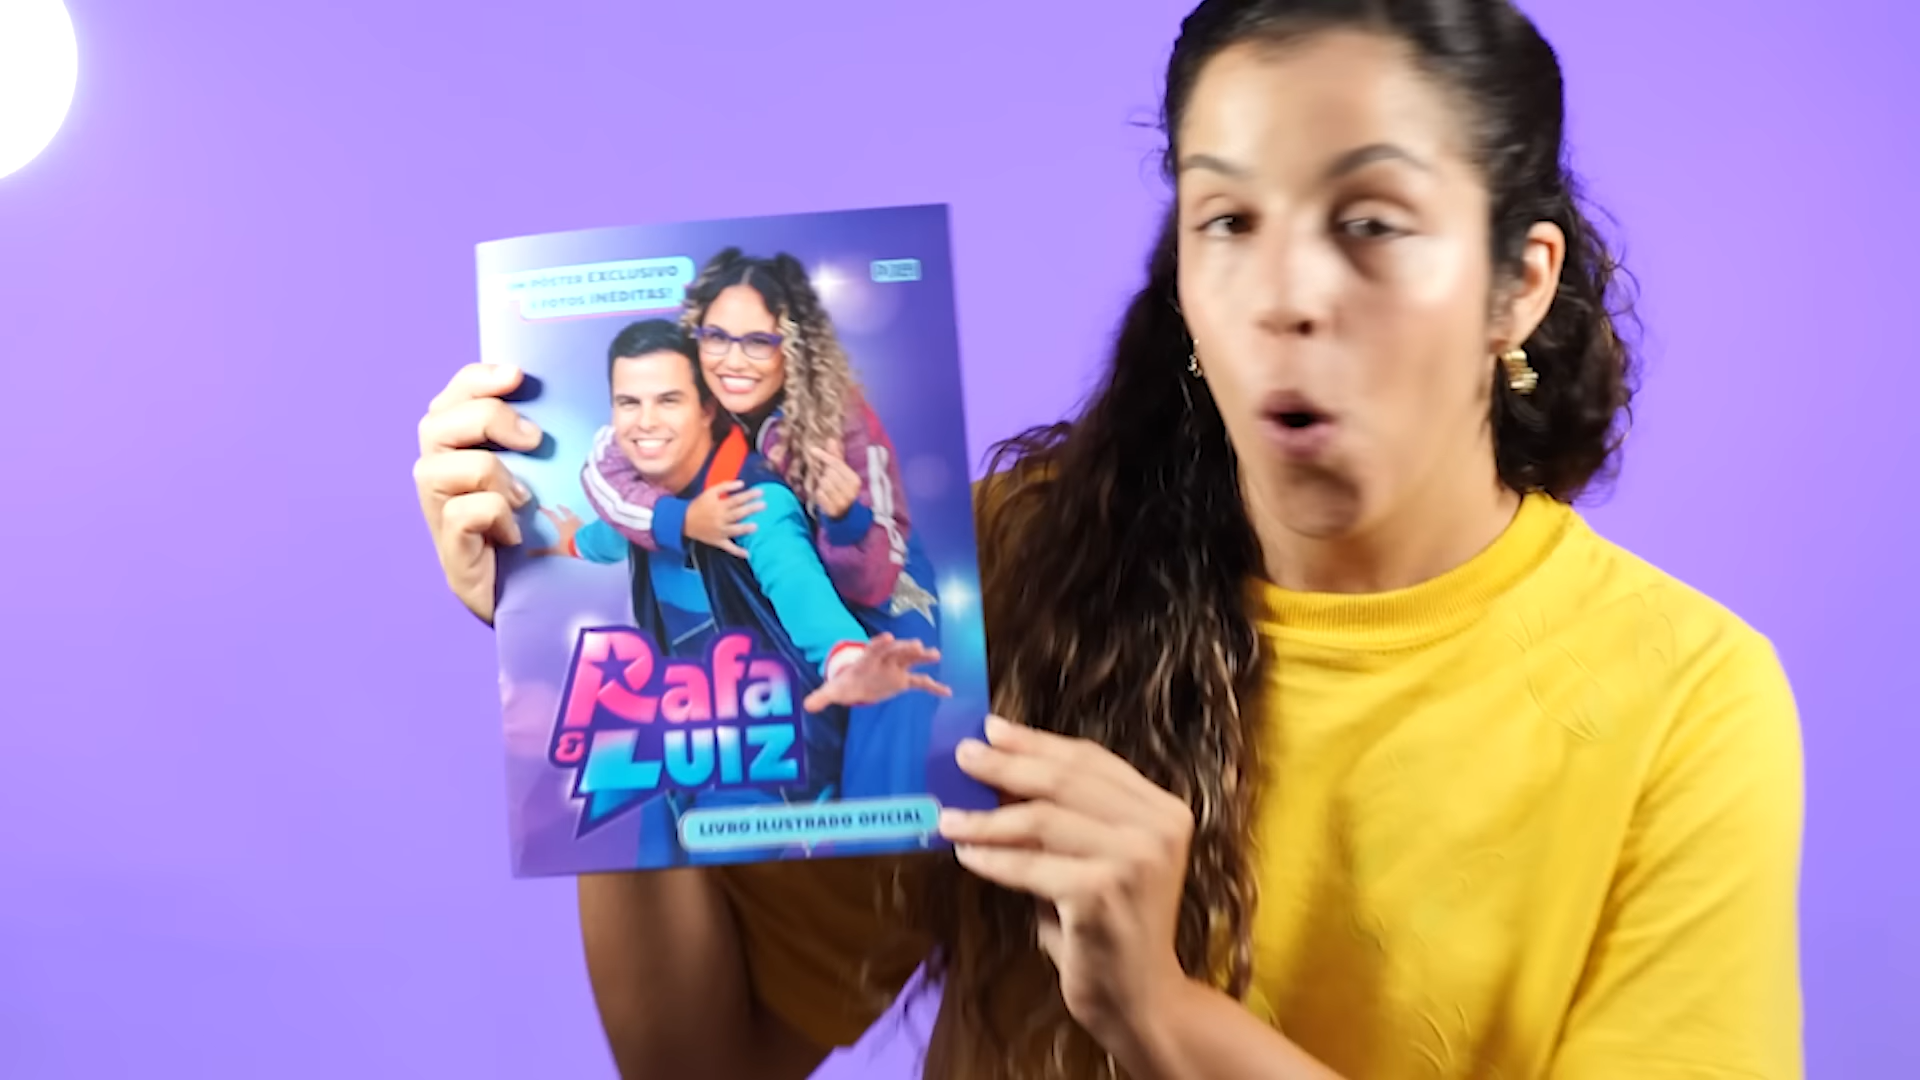 PÔSTER EXCLUSIVO
FOTOS INÉDITAS!
Rafa
& Luiz
LIVRO ILUSTRADO OFICIAL